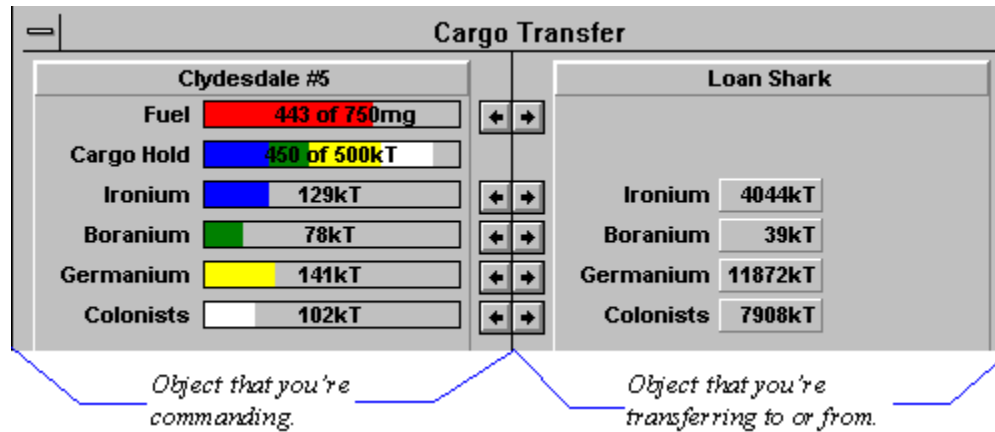 Cargo Transfer
Clydesdale #5
Fuel 443 of 750mg
Cargo Hold 450 of 500kT
Ironium 129kT
Boranium 78kT
Germanium 141kT
Colonists 102kT
Loan Shark
Ironium 4044kT
Boranium 39kT
Germanium 11872kT
Colonists 7908kT
Object that you're
commanding.
Object that you're
transferring to or from.